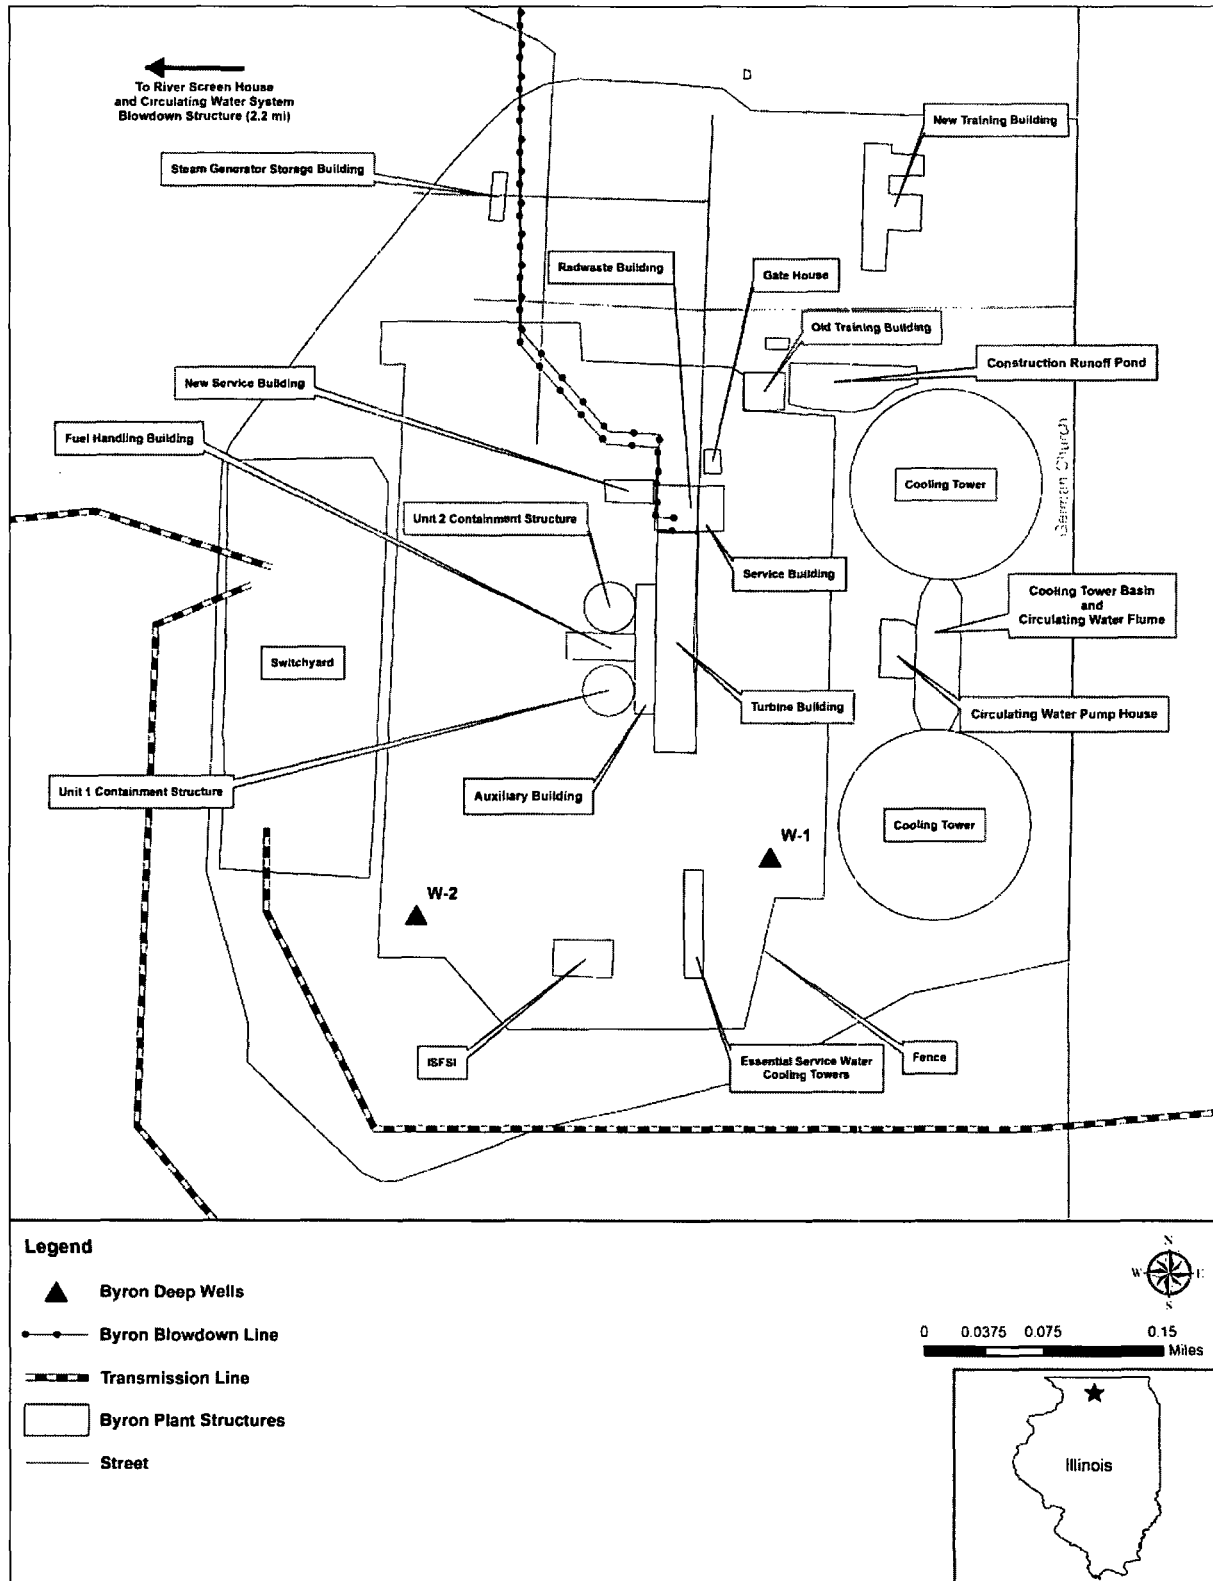 To River Screen House
and Circulating Water System
Blowdown Structure (2.2 mi)
D
New Training Building
Steam Generator Storage Building
Radwaste Building
Gate House
Old Training Building
Construction Runoff Pond
New Service Building
Fuel Handling Building
German Church
Cooling Tower
Unit 2 Containment Structure
Service Building
Cooling Tower Basin
and
Circulating Water Flume
Switchyard
Turbine Building
Circulating Water Pump House
Unit 1 Containment Structure
Auxiliary Building
Cooling Tower
W-1
W-2
ISFSI
Essential Service Water
Cooling Towers
Fence
Legend
Byron Deep Wells
Byron Blowdown Line
Transmission Line
Byron Plant Structures
Street
N
W E
S
0 0.0375 0.075 0.15
Miles
Illinois